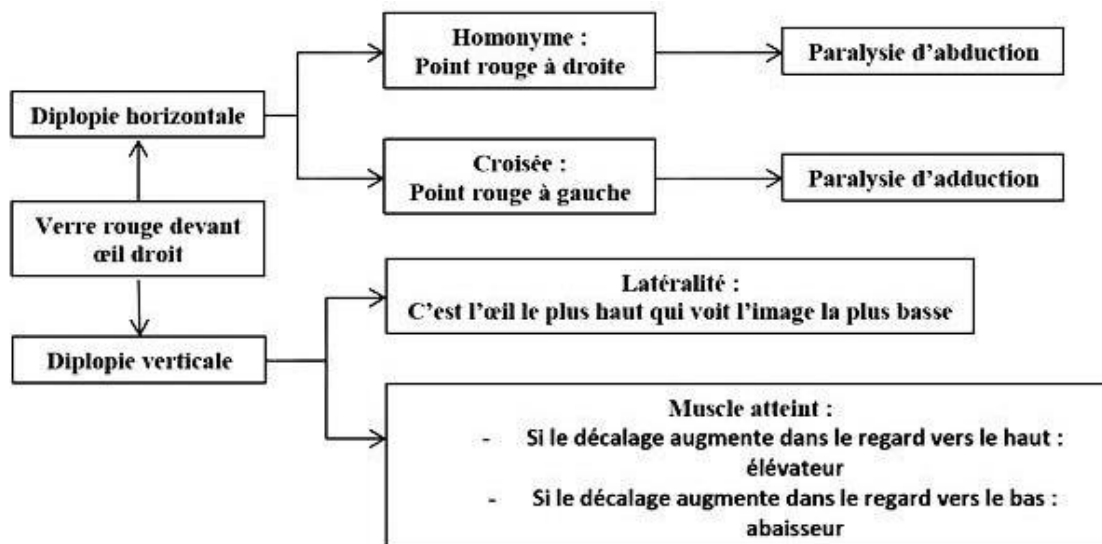 Homonyme :
Point rouge à droite
Paralysie d’abduction
Diplopie horizontale
Croisée :
Point rouge à gauche
Paralysie d’adduction
Verre rouge devant
œil droit
Latéralité :
C’est l’œil le plus haut qui voit l’image la plus basse
Diplopie verticale
Muscle atteint :
- Si le décalage augmente dans le regard vers le haut :
élévateur
- Si le décalage augmente dans le regard vers le bas :
abaisseur